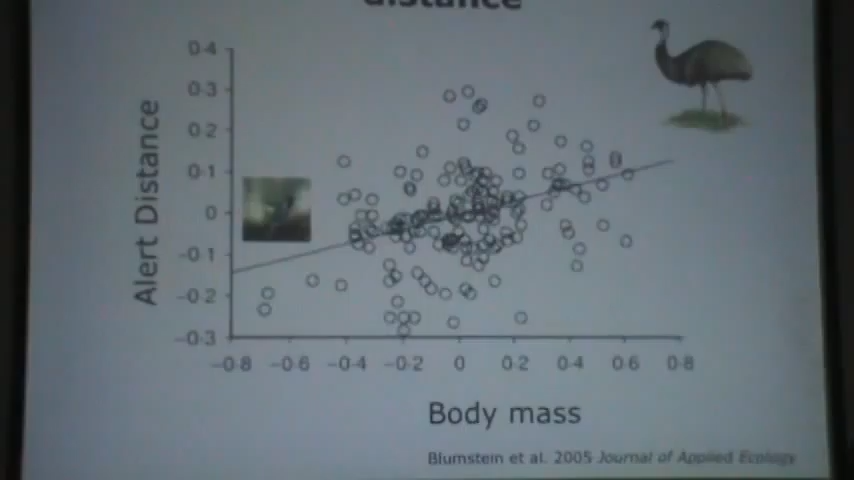 distance
0·4
0·3
0·2
0·1
0
−0·1
−0·2
−0·3
Alert Distance
−0·8 −0·6 −0·4 −0·2 0 0·2 0·4 0·6 0·8
Body mass
Blumstein et al. 2005 Journal of Applied Ecology